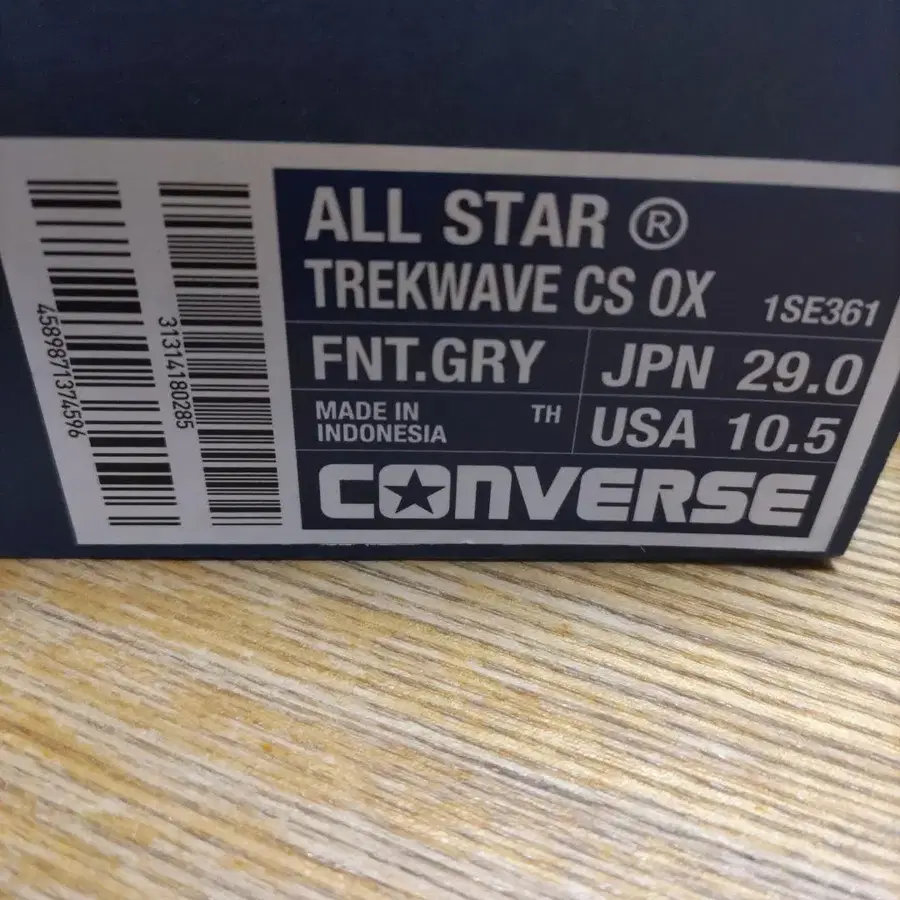 ALL STAR ®
TREKWAVE CS OX 1SE361
FNT.GRY JPN 29.0
MADE IN TH USA 10.5
INDONESIA
CONVERSE
31314180285
4589871374596